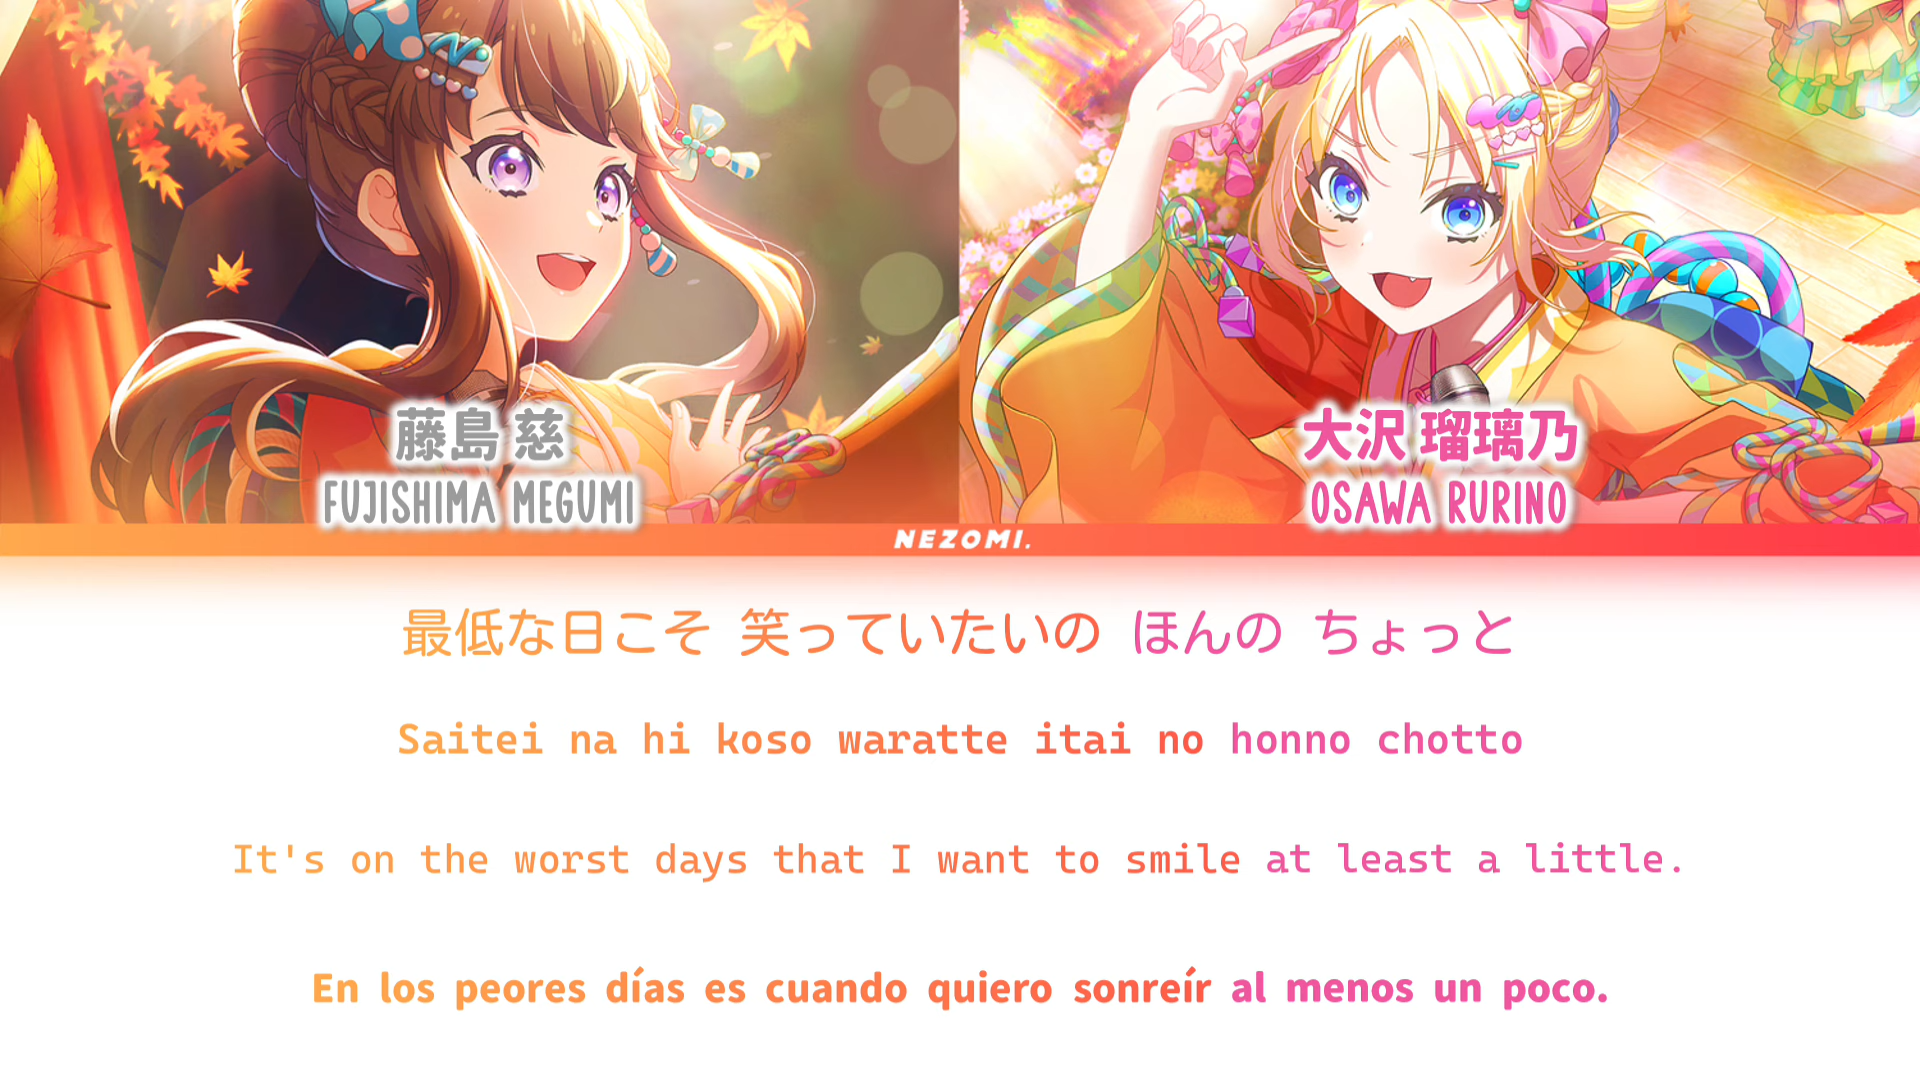 藤島 慈
FUJISHIMA MEGUMI
大沢 瑠璃乃
OSAWA RURINO
NEZOMI.
最低な日こそ 笑っていたいの ほんの ちょっと
Saitei na hi koso waratte itai no honno chotto
It's on the worst days that I want to smile at least a little.
En los peores días es cuando quiero sonreír al menos un poco.